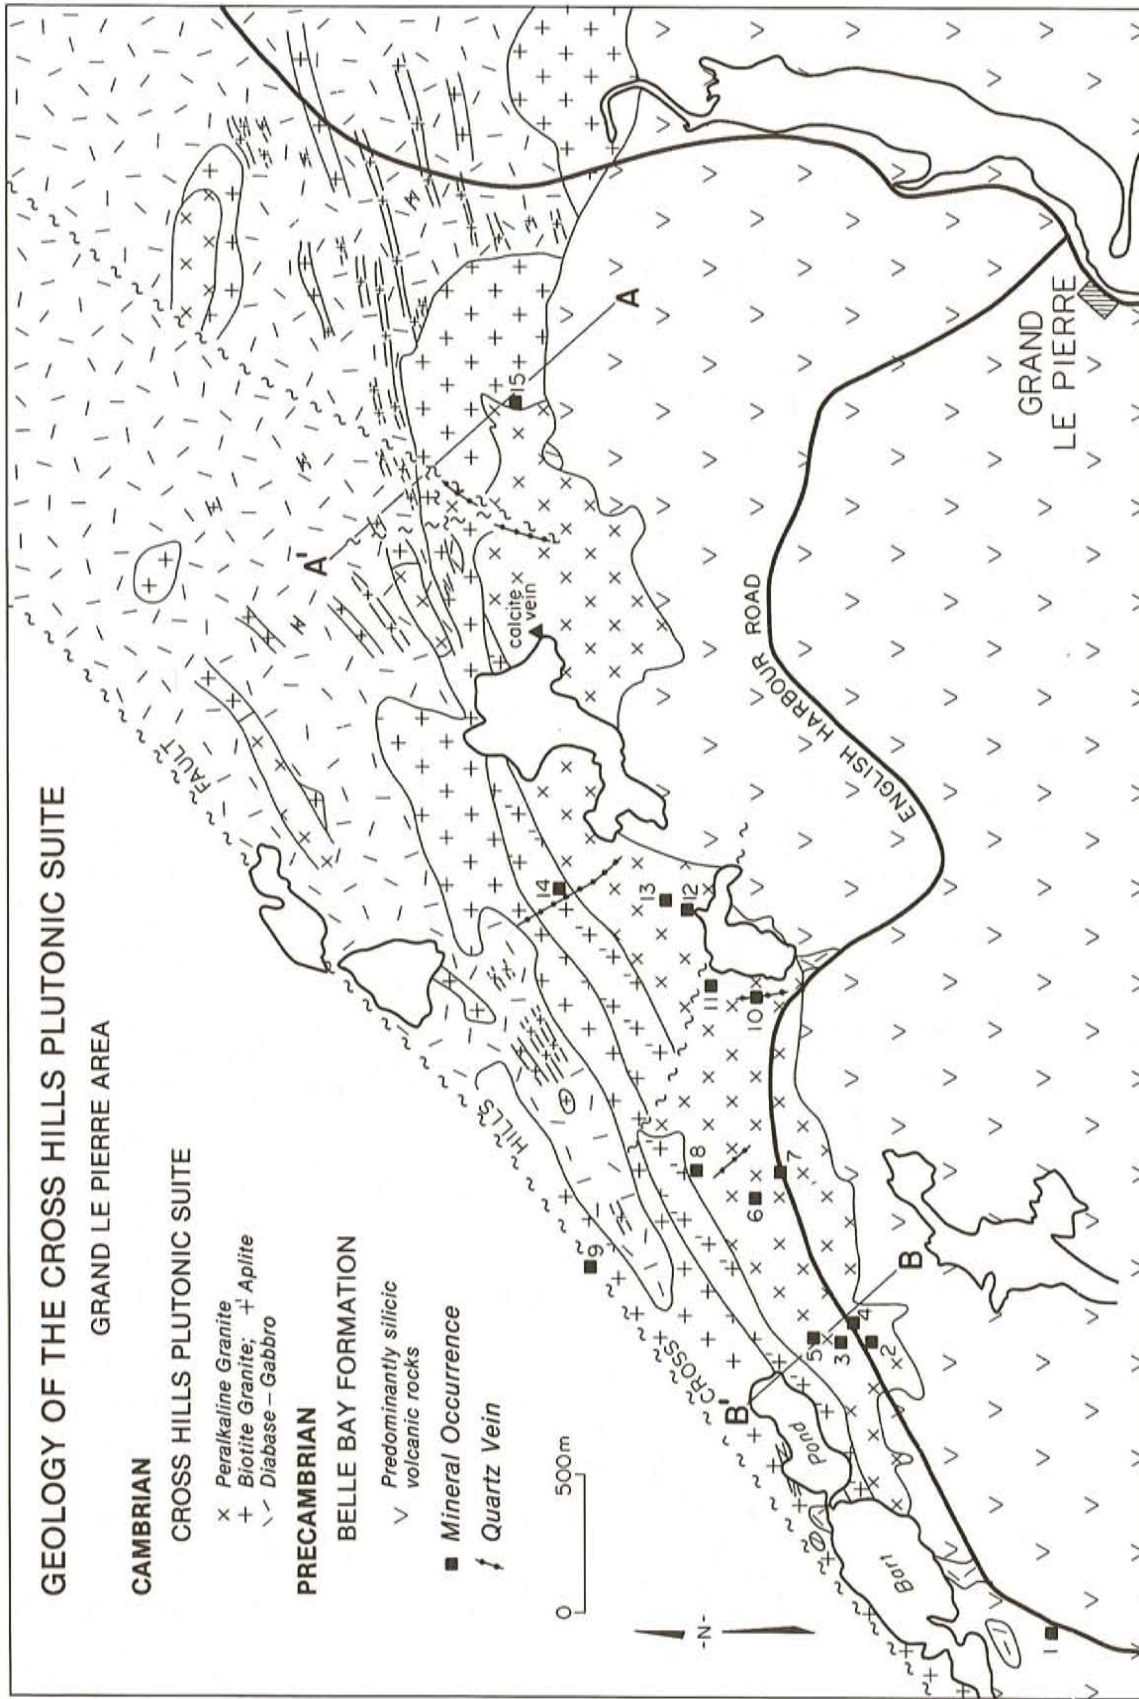 GEOLOGY OF THE CROSS HILLS PLUTONIC SUITE
GRAND LE PIERRE AREA
CAMBRIAN
CROSS HILLS PLUTONIC SUITE
x Peralkaline Granite
+ Biotite Granite; +' Aplite
Diabase - Gabbro
PRECAMBRIAN
BELLE BAY FORMATION
v Predominantly silicic
volcanic rocks
■ Mineral Occurrence
Quartz Vein
0 500m
-N-
CROSS
HILLS
FAULT
A'
A
B'
B
calcite
vein
Pond
ENGLISH HARBOUR ROAD
GRAND
LE PIERRE
1
2
3
4
5
6
7
8
9
10
11
12
13
14
15